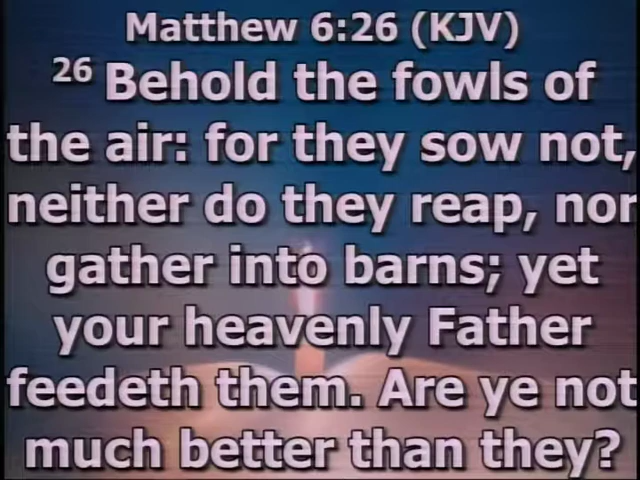 Matthew 6:26 (KJV)
26 Behold the fowls of
the air: for they sow not,
neither do they reap, nor
gather into barns; yet
your heavenly Father
feedeth them. Are ye not
much better than they?